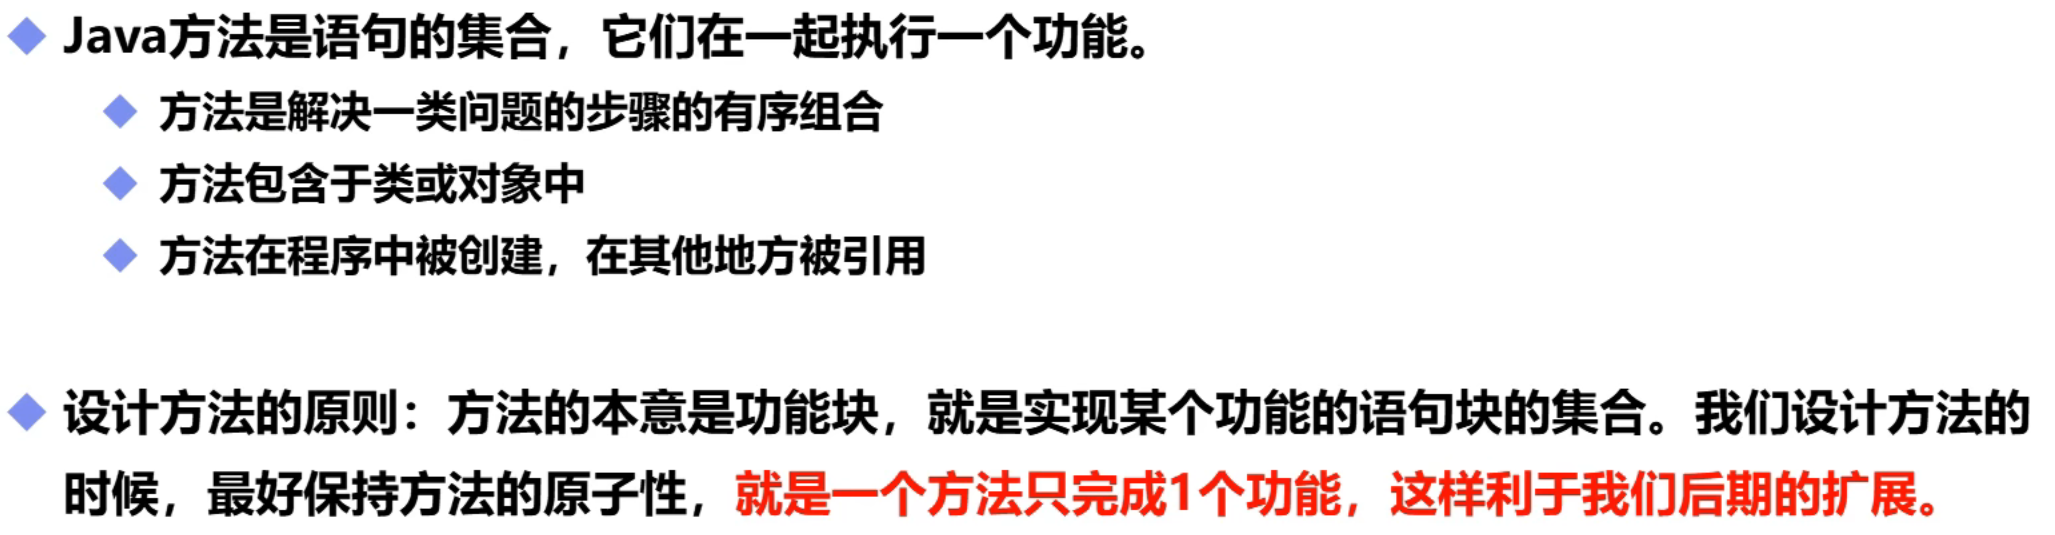 Java方法是语句的集合，它们在一起执行一个功能。
方法是解决一类问题的步骤的有序组合
方法包含于类或对象中
方法在程序中被创建，在其他地方被引用
设计方法的原则：方法的本意是功能块，就是实现某个功能的语句块的集合。我们设计方法的
时候，最好保持方法的原子性，就是一个方法只完成1个功能，这样利于我们后期的扩展。